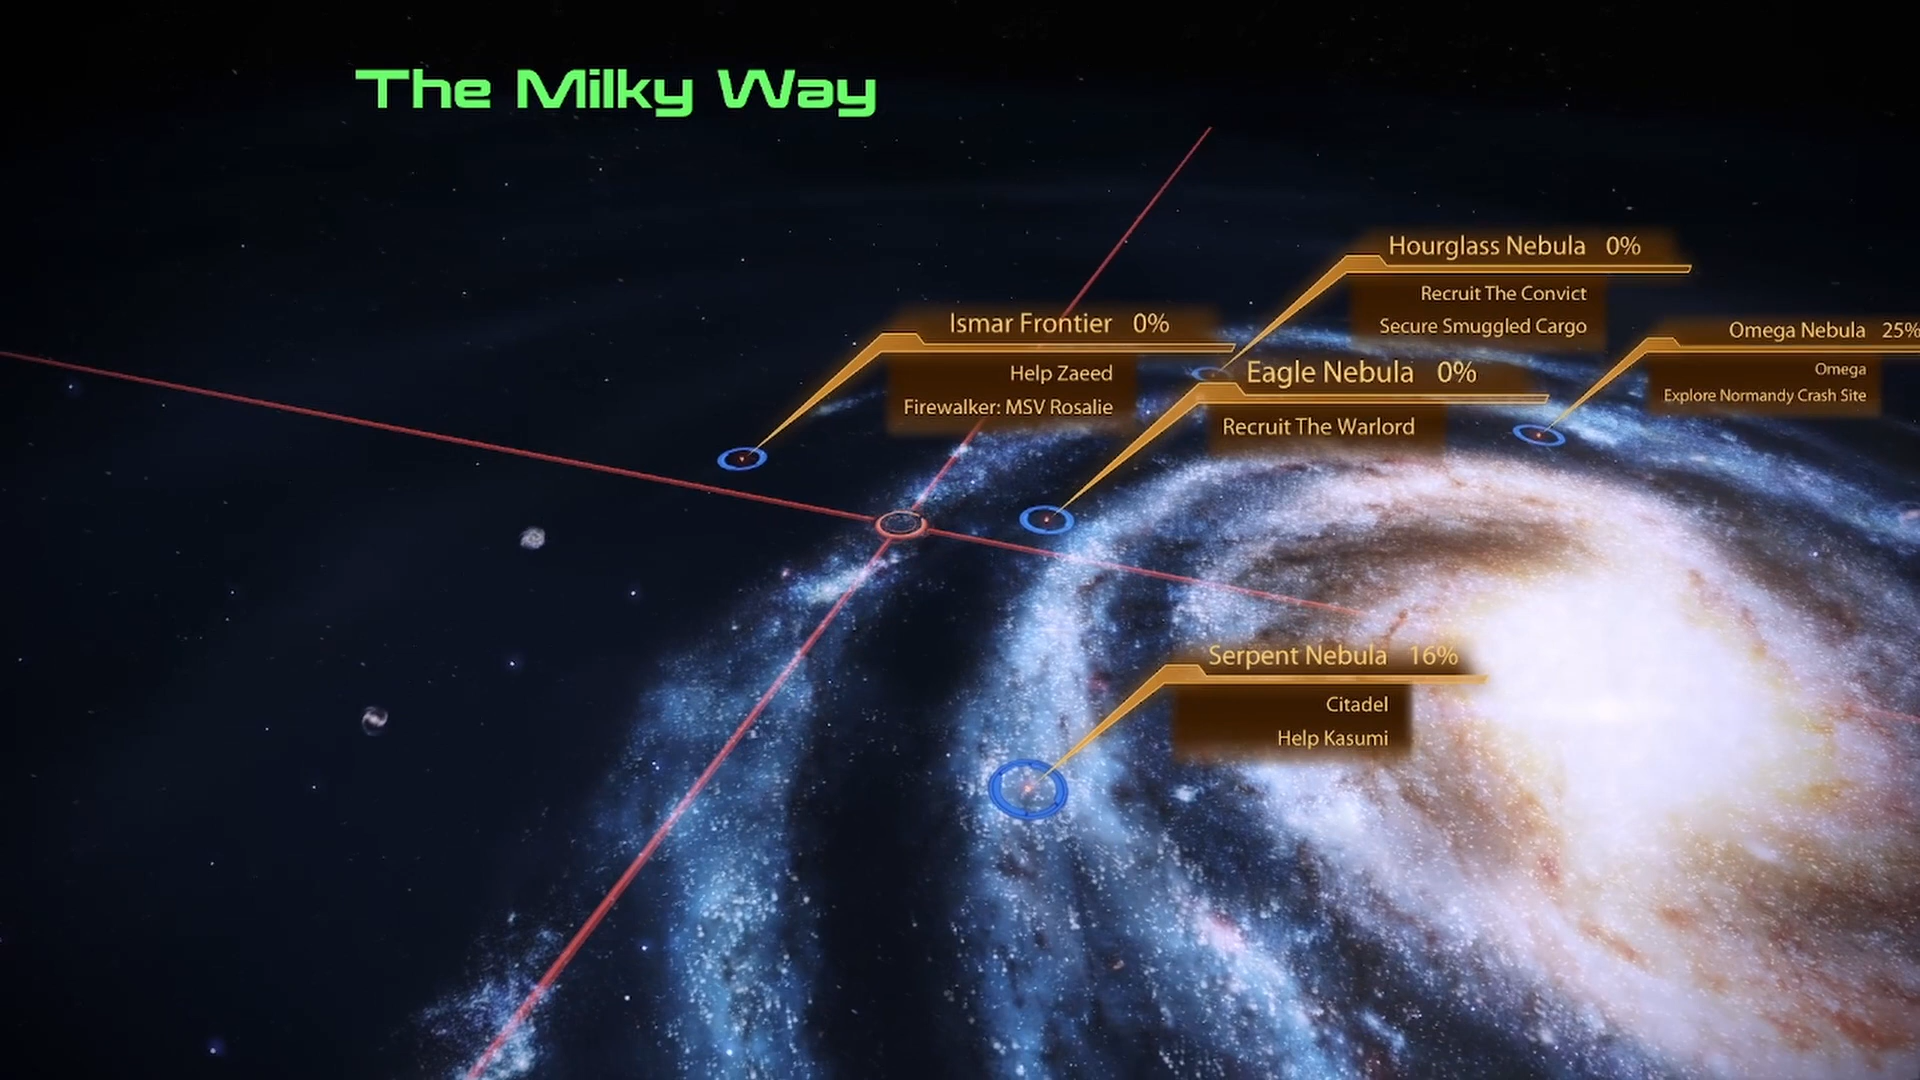 The Milky Way
Hourglass Nebula 0%
Recruit The Convict
Secure Smuggled Cargo
Ismar Frontier 0%
Help Zaeed
Firewalker: MSV Rosalie
Omega Nebula 25%
Omega
Explore Normandy Crash Site
Eagle Nebula 0%
Recruit The Warlord
Serpent Nebula 16%
Citadel
Help Kasumi